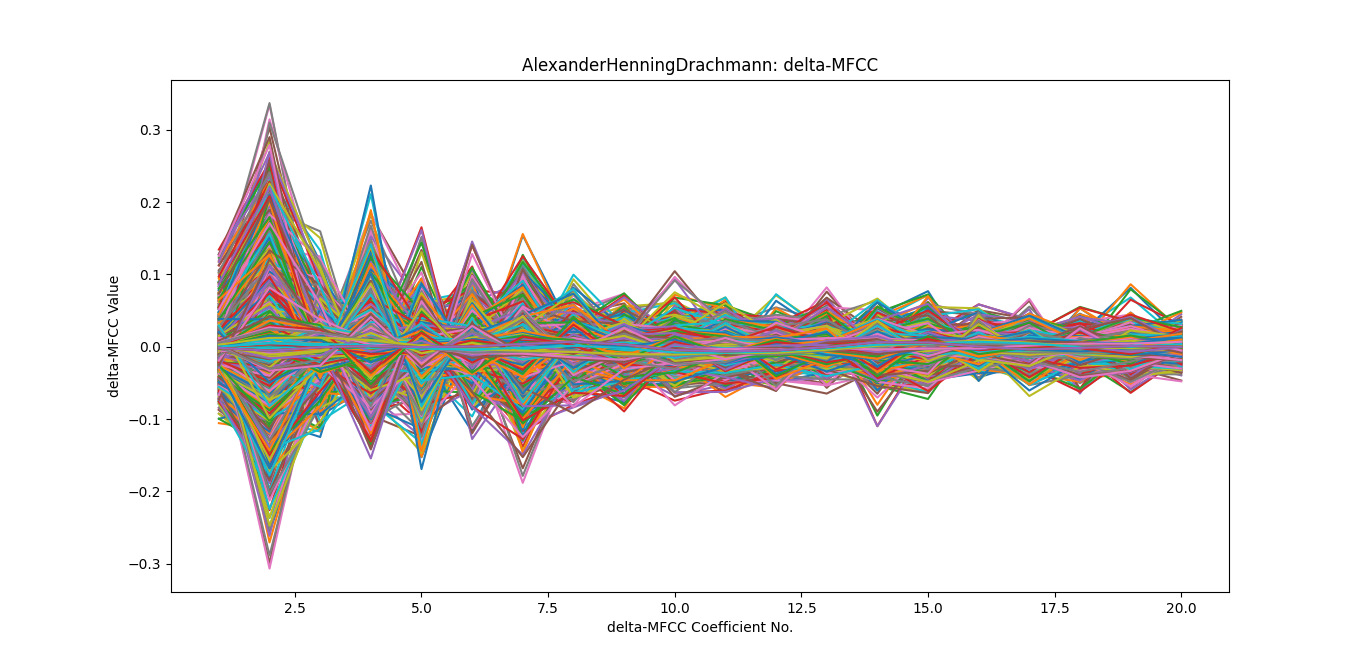 AlexanderHenningDrachmann: delta-MFCC
delta-MFCC Value
0.3
0.2
0.1
0.0
−0.1
−0.2
−0.3
2.5 5.0 7.5 10.0 12.5 15.0 17.5 20.0
delta-MFCC Coefficient No.